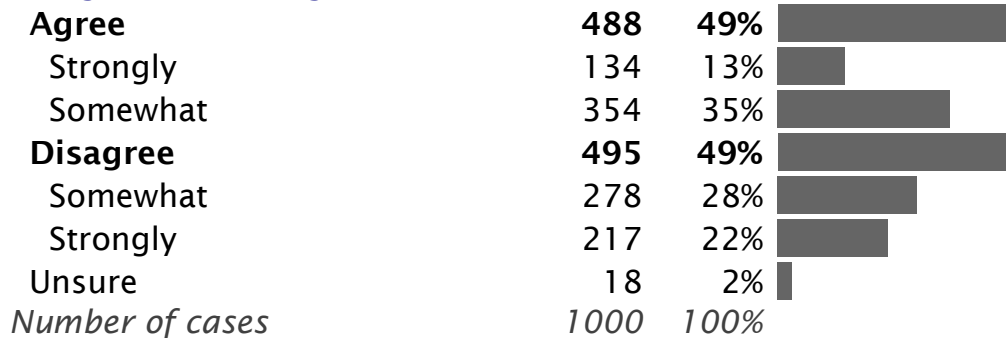 Agree 488 49%
Strongly 134 13%
Somewhat 354 35%
Disagree 495 49%
Somewhat 278 28%
Strongly 217 22%
Unsure 18 2%
Number of cases 1000 100%